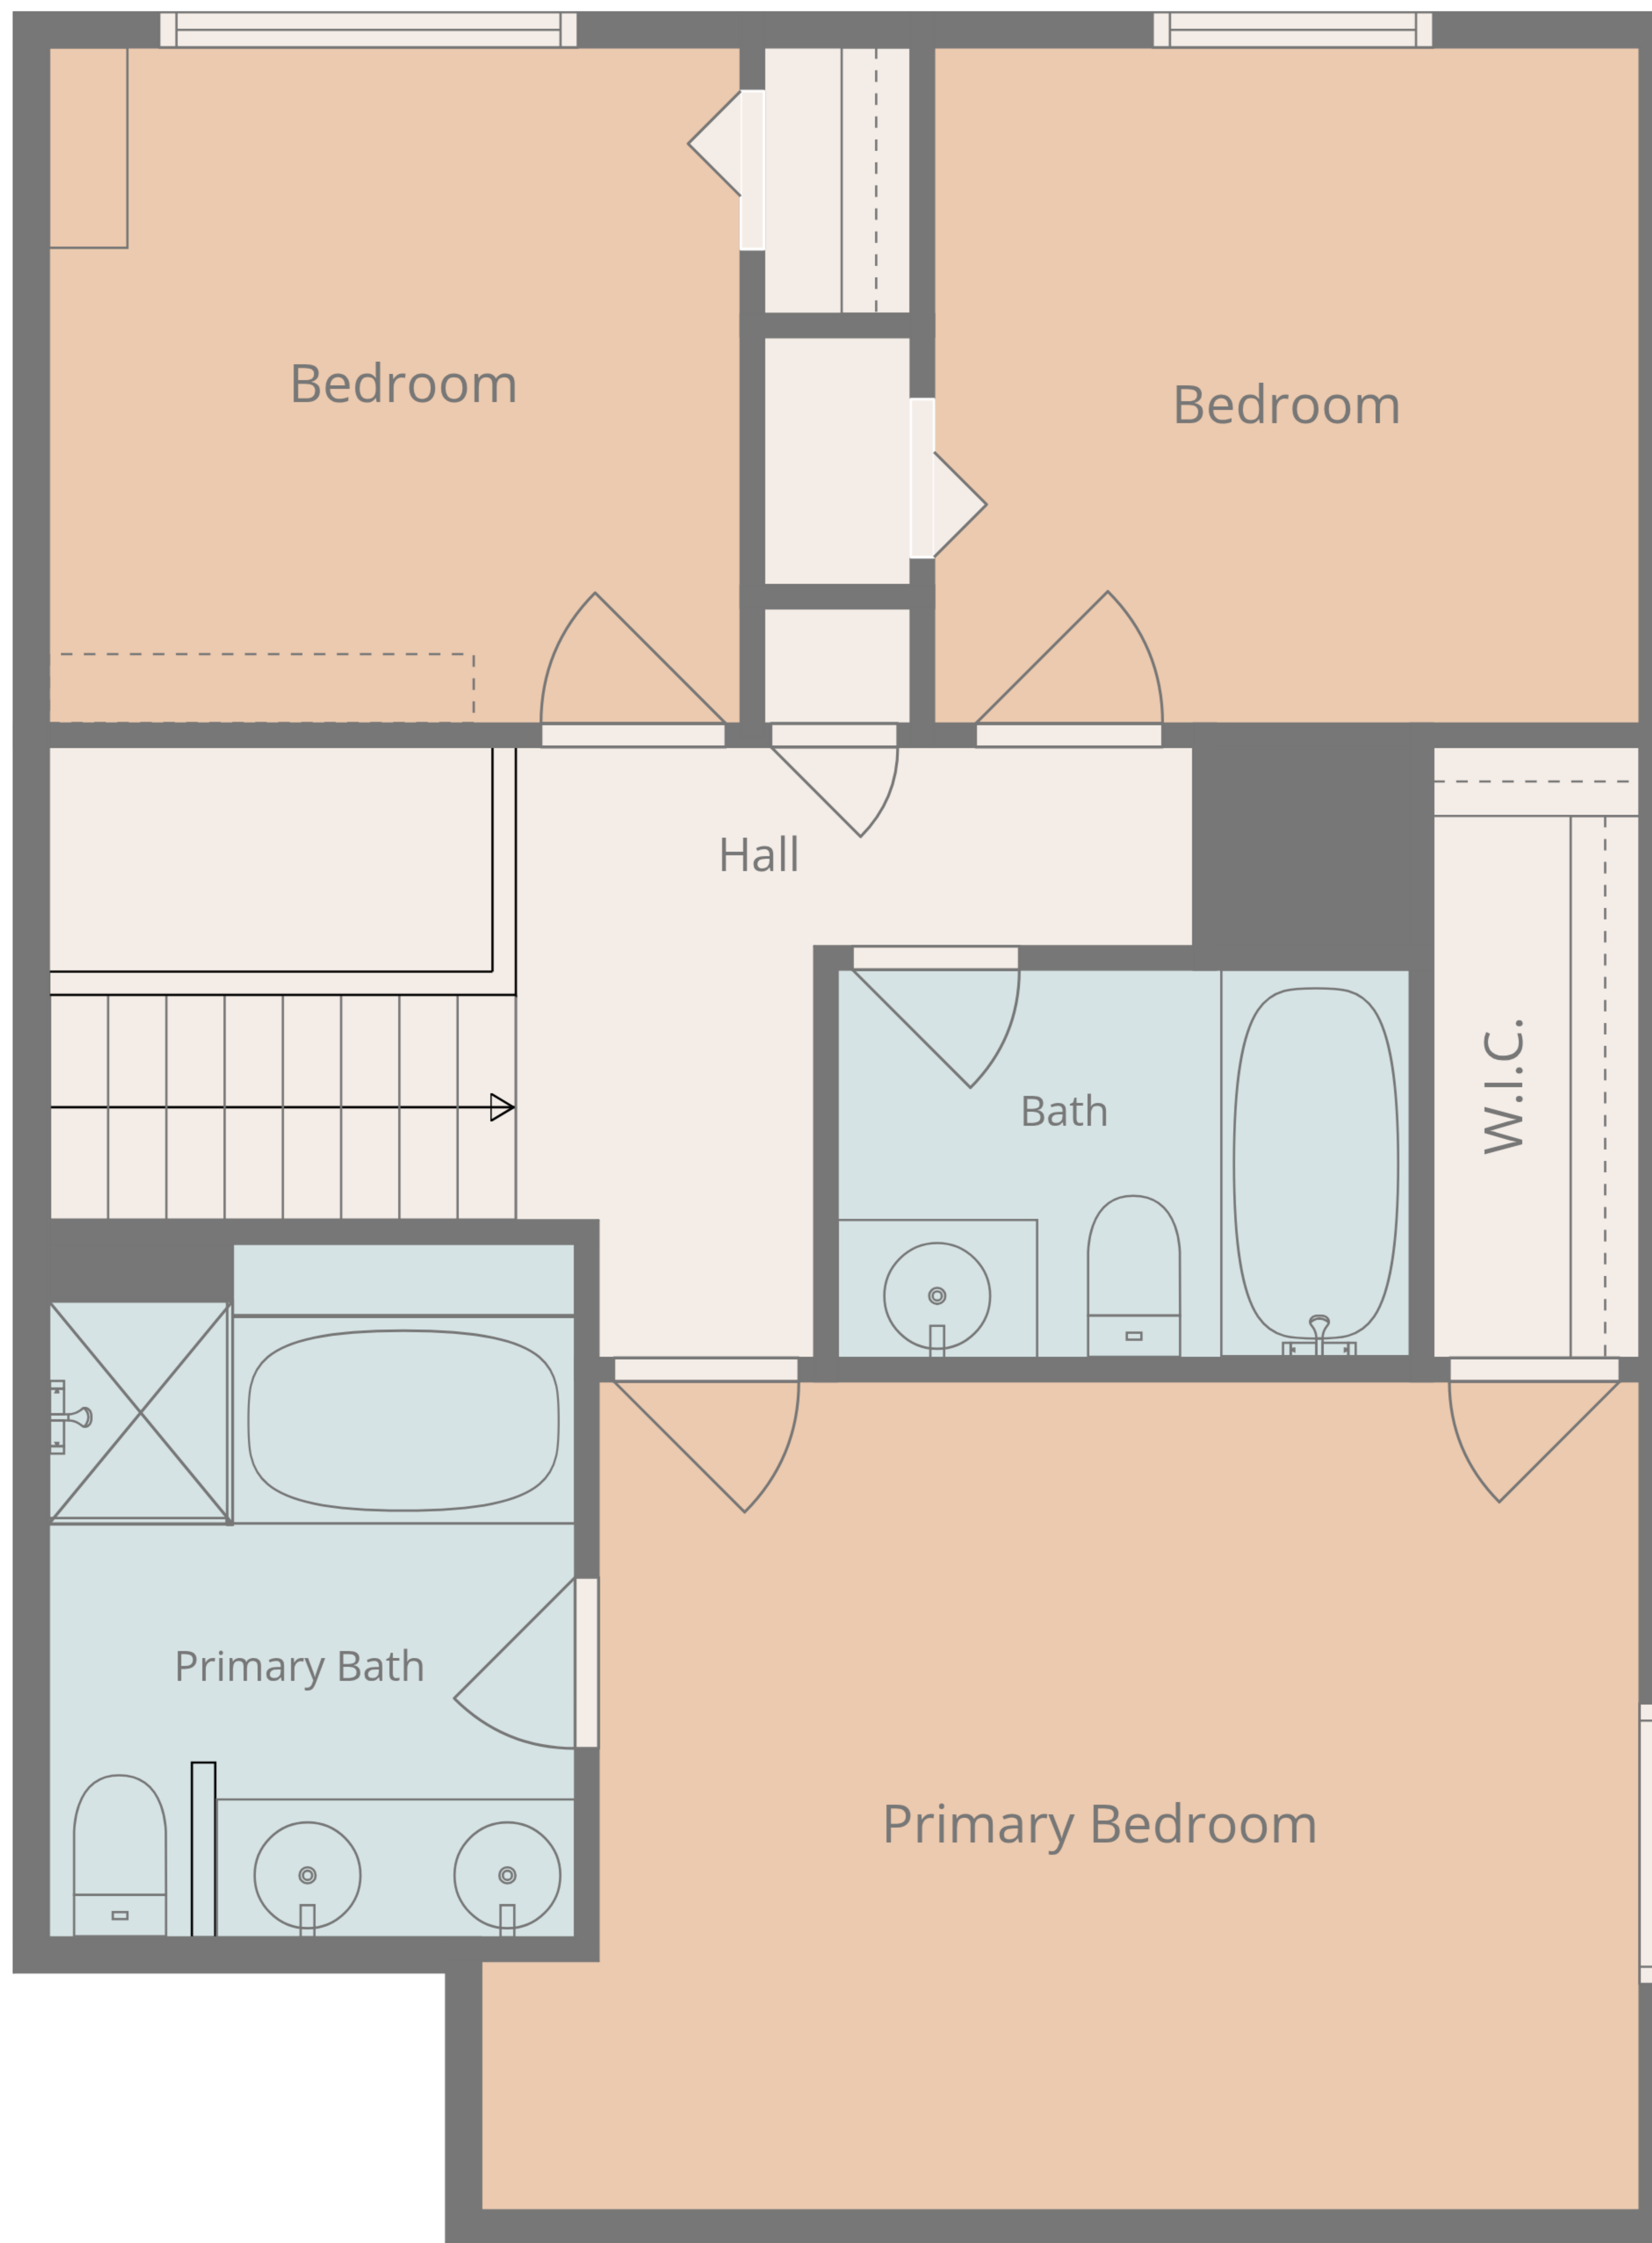 Bedroom
Bedroom
Hall
Bath
W.I.C.
Primary Bath
Primary Bedroom